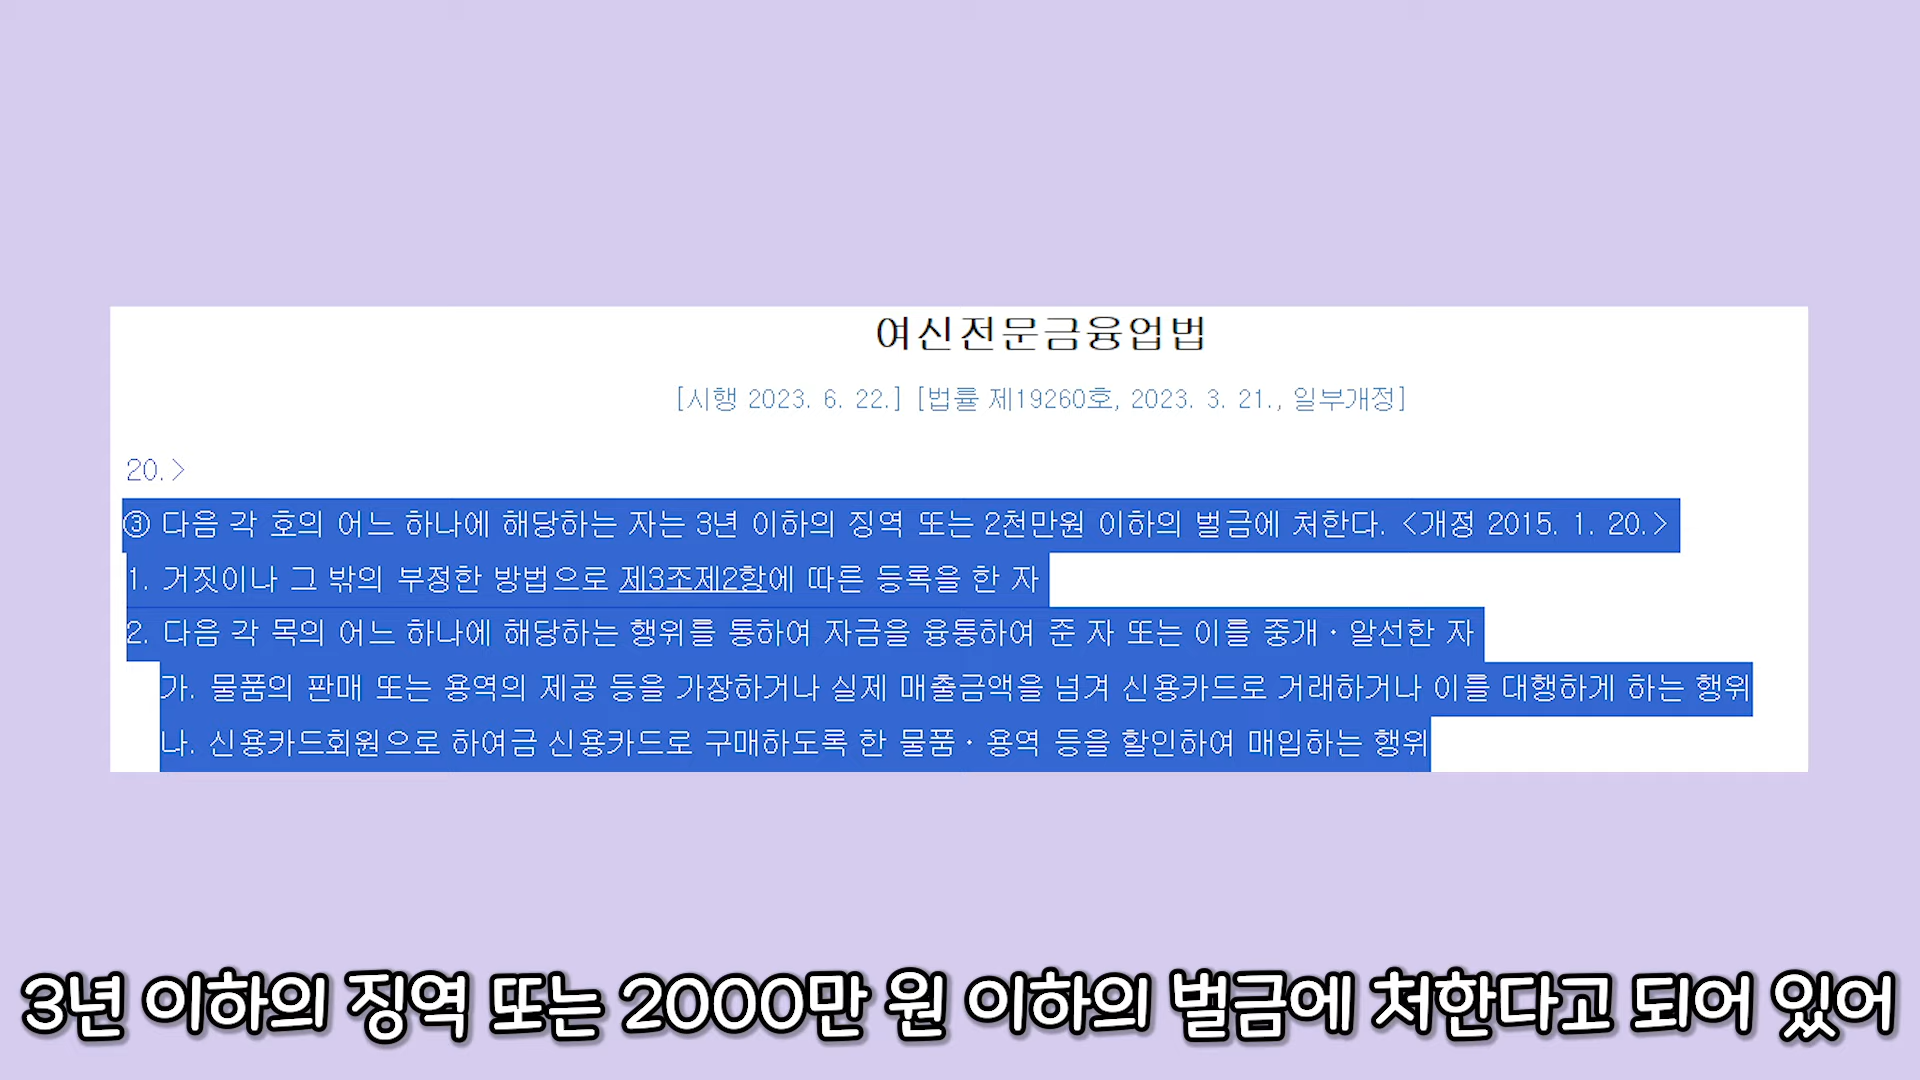 여신전문금융업법
[시행 2023. 6. 22.] [법률 제19260호, 2023. 3. 21., 일부개정]
20.>
③ 다음 각 호의 어느 하나에 해당하는 자는 3년 이하의 징역 또는 2천만원 이하의 벌금에 처한다. <개정 2015. 1. 20.>
1. 거짓이나 그 밖의 부정한 방법으로 제3조제2항에 따른 등록을 한 자
2. 다음 각 목의 어느 하나에 해당하는 행위를 통하여 자금을 융통하여 준 자 또는 이를 중개ㆍ알선한 자
가. 물품의 판매 또는 용역의 제공 등을 가장하거나 실제 매출금액을 넘겨 신용카드로 거래하거나 이를 대행하게 하는 행위
나. 신용카드회원으로 하여금 신용카드로 구매하도록 한 물품ㆍ용역 등을 할인하여 매입하는 행위
3년 이하의 징역 또는 2000만 원 이하의 벌금에 처한다고 되어 있어